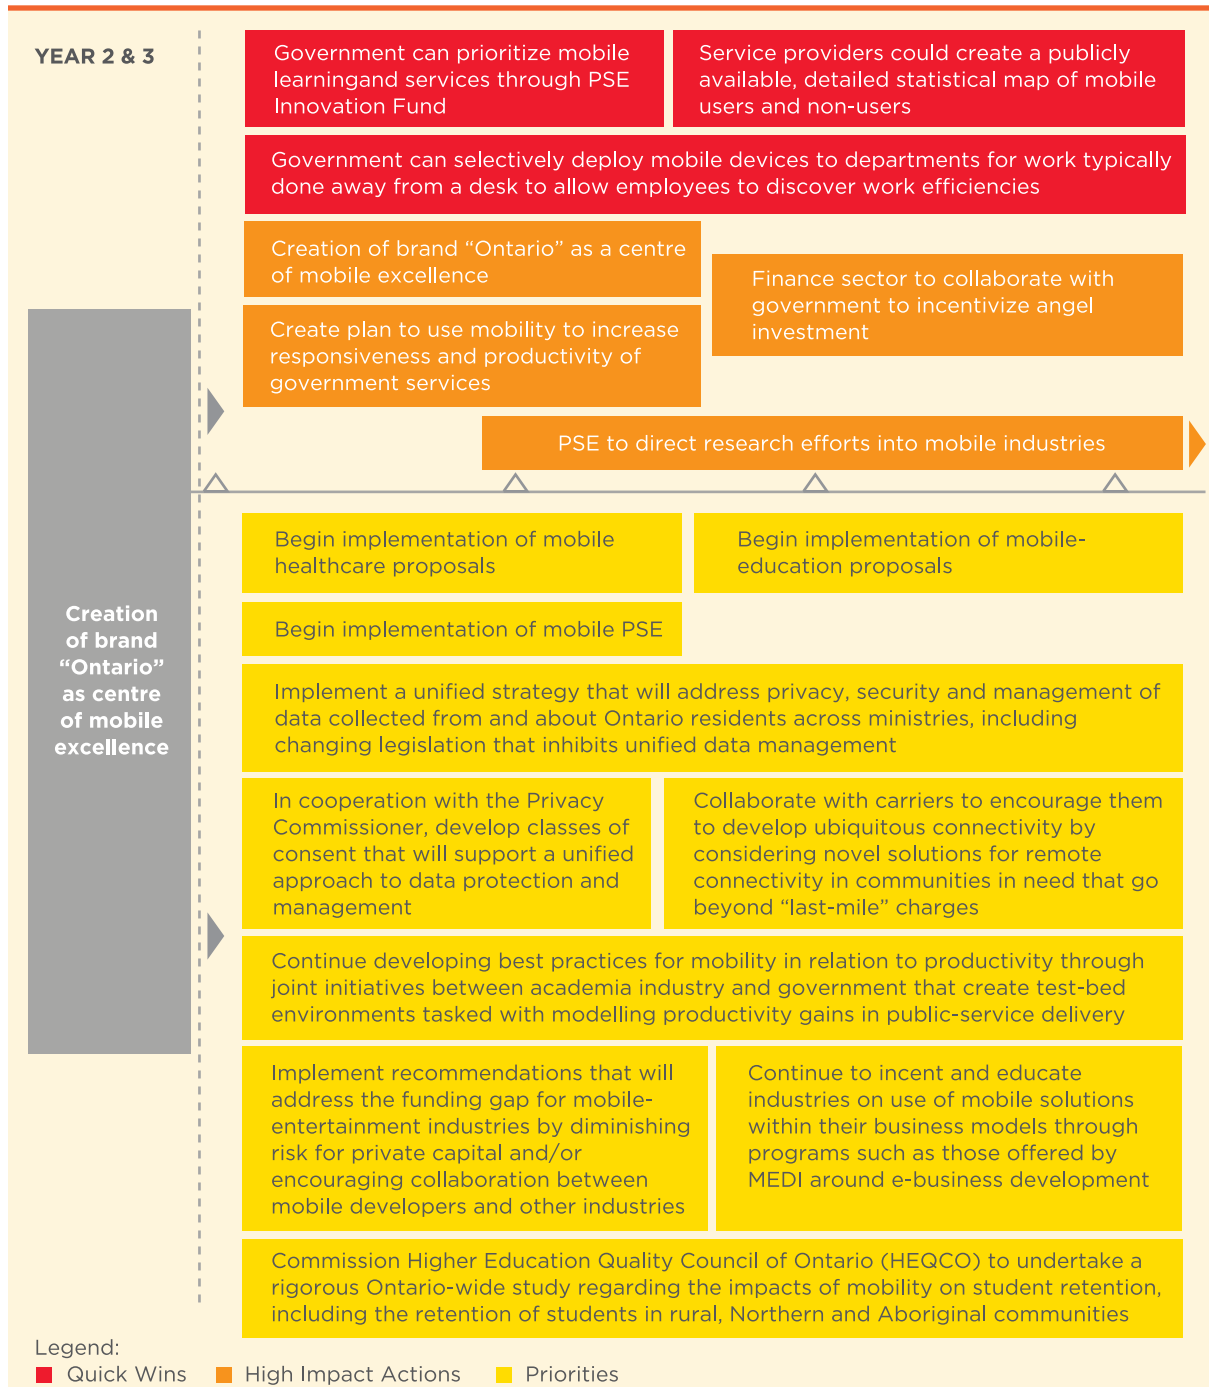 YEAR 2 & 3
Government can prioritize mobile
learningand services through PSE
Innovation Fund
Service providers could create a publicly
available, detailed statistical map of mobile
users and non-users
Government can selectively deploy mobile devices to departments for work typically
done away from a desk to allow employees to discover work efficiencies
Creation of brand “Ontario” as a centre
of mobile excellence
Finance sector to collaborate with
government to incentivize angel
investment
Create plan to use mobility to increase
responsiveness and productivity of
government services
PSE to direct research efforts into mobile industries
Creation
of brand
“Ontario”
as centre
of mobile
excellence
Begin implementation of mobile
healthcare proposals
Begin implementation of mobile-
education proposals
Begin implementation of mobile PSE
Implement a unified strategy that will address privacy, security and management of
data collected from and about Ontario residents across ministries, including
changing legislation that inhibits unified data management
In cooperation with the Privacy
Commissioner, develop classes of
consent that will support a unified
approach to data protection and
management
Collaborate with carriers to encourage them
to develop ubiquitous connectivity by
considering novel solutions for remote
connectivity in communities in need that go
beyond “last-mile” charges
Continue developing best practices for mobility in relation to productivity through
joint initiatives between academia industry and government that create test-bed
environments tasked with modelling productivity gains in public-service delivery
Implement recommendations that will
address the funding gap for mobile-
entertainment industries by diminishing
risk for private capital and/or
encouraging collaboration between
mobile developers and other industries
Continue to incent and educate
industries on use of mobile solutions
within their business models through
programs such as those offered by
MEDI around e-business development
Commission Higher Education Quality Council of Ontario (HEQCO) to undertake a
rigorous Ontario-wide study regarding the impacts of mobility on student retention,
including the retention of students in rural, Northern and Aboriginal communities
Legend:
Quick Wins High Impact Actions Priorities